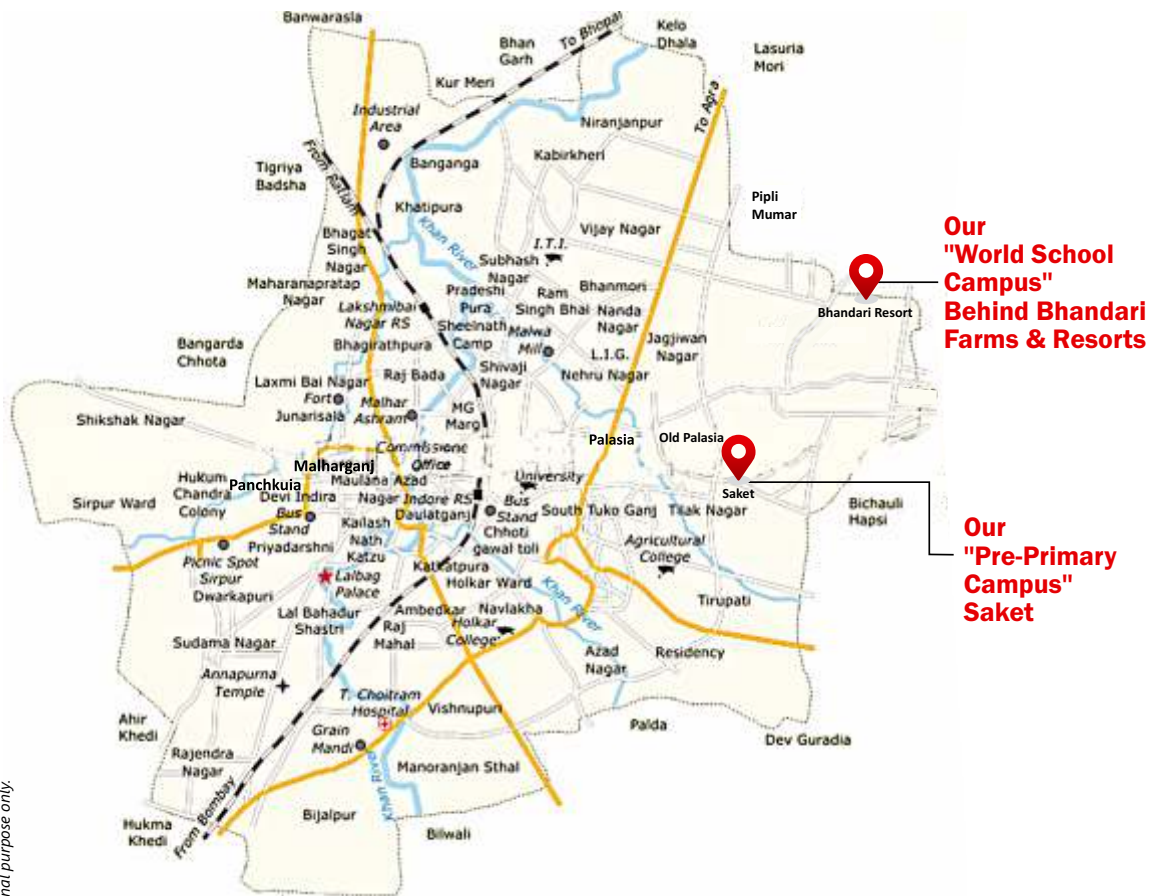 Banwarasia
Bhan
Garh
To Bhopal
Kelo
Dhala
Lasuria
Mori
Kur Meri
Industrial
Area
To Agra
Niranjanpur
From Ratlam
Banganga
Kabirkheri
Tigriya
Badsha
Khatipura
Pipli
Mumar
Khan River
Bhagat
Singh
Nagar
Vijay Nagar
I.T.I.
Subhash
Nagar
Our
"World School
Campus"
Behind Bhandari
Farms & Resorts
Maharanapratap
Nagar
Pradeshi
Pura
Ram
Singh Bhai
Bhanmori
Nanda
Nagar
Bhandari Resort
Lakshmibai
Nagar RS
Sheelnath
Camp
Malwa
Mill
Bangarda
Chhota
Bhagirathpura
L.I.G.
Jagjiwan
Nagar
Shivaji
Nagar
Nehru Nagar
Laxmi Bai Nagar
Fort
Raj Bada
Malhar
Ashram
Junarisala
MG
Marg
Shikshak Nagar
Commissione
Office
Palasia
Old Palasia
Malharganj
Maulana Azad
Nagar
Hukum
Chandra
Colony
Panchkuia
Devi Indira
Bus
Stand
Indore RS
University
Saket
Sirpur Ward
Daulatganj
Bus
Stand
South Tuko Ganj
Tilak Nagar
Bichauli
Hapsi
Kailash
Nath
Katzu
Chhoti
gawal toli
Our
"Pre-Primary
Campus"
Saket
Priyadarshni
Agricultural
College
Picnic Spot
Sirpur
Katkatpura
Lalbag
Palace
Holkar Ward
Dwarkapuri
Khan River
Tirupati
Lal Bahadur
Shastri
Ambedkar
Navlakha
Raj
Mahal
Holkar
College
Sudama Nagar
Azad
Nagar
Residency
Annapurna
Temple
T. Choitram
Hospital
Vishnupuri
Ahir
Khedi
Palda
Grain
Mandi
Dev Guradia
Rajendra
Nagar
Manoranjan Sthal
Khan River
From Bombay
Bijalpur
Hukma
Khedi
Bilwali
nal purpose only.